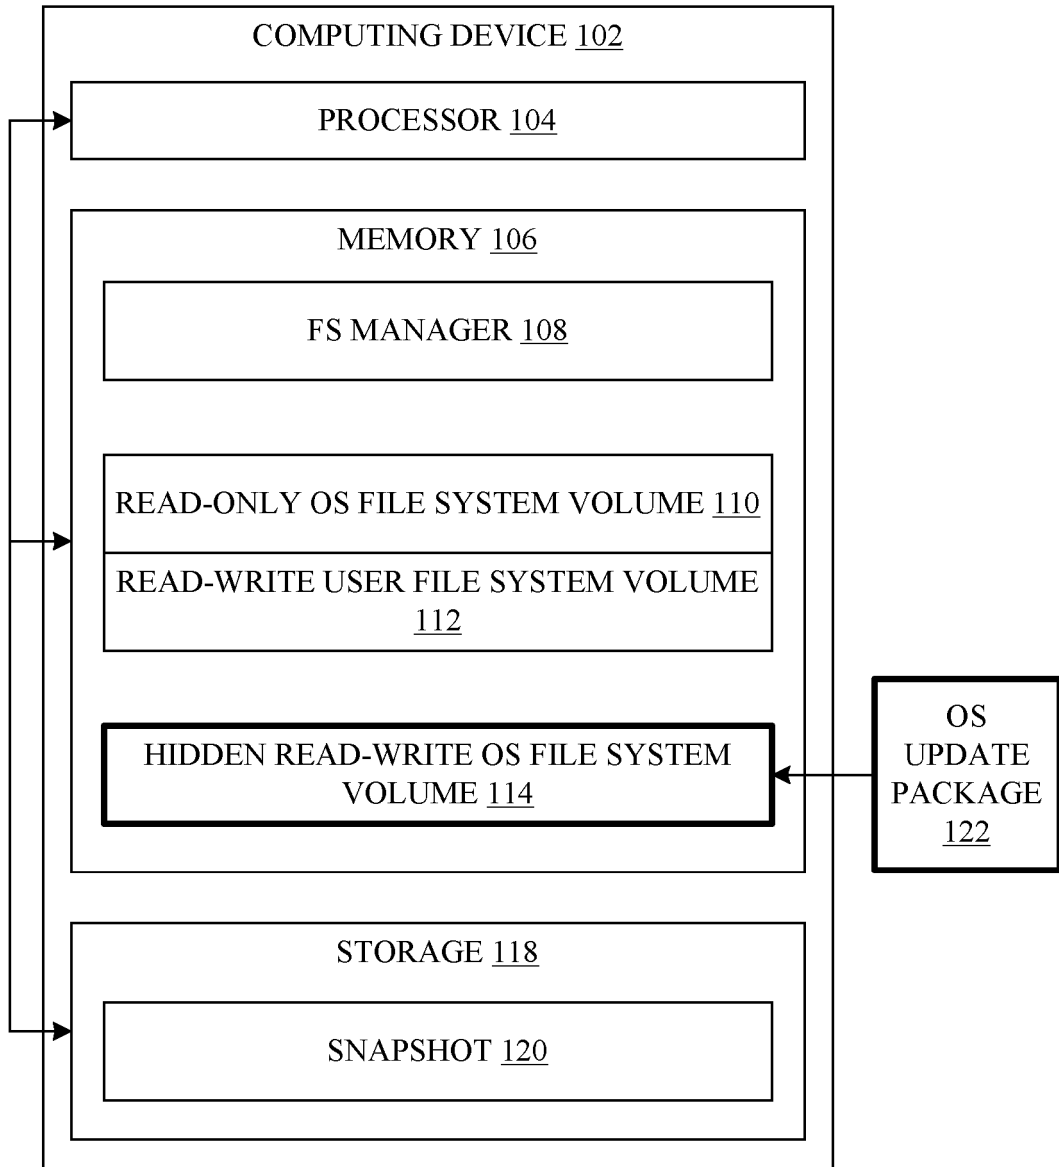 COMPUTING DEVICE 102
PROCESSOR 104
MEMORY 106
FS MANAGER 108
READ-ONLY OS FILE SYSTEM VOLUME 110
READ-WRITE USER FILE SYSTEM VOLUME
112
HIDDEN READ-WRITE OS FILE SYSTEM
VOLUME 114
OS
UPDATE
PACKAGE
122
STORAGE 118
SNAPSHOT 120